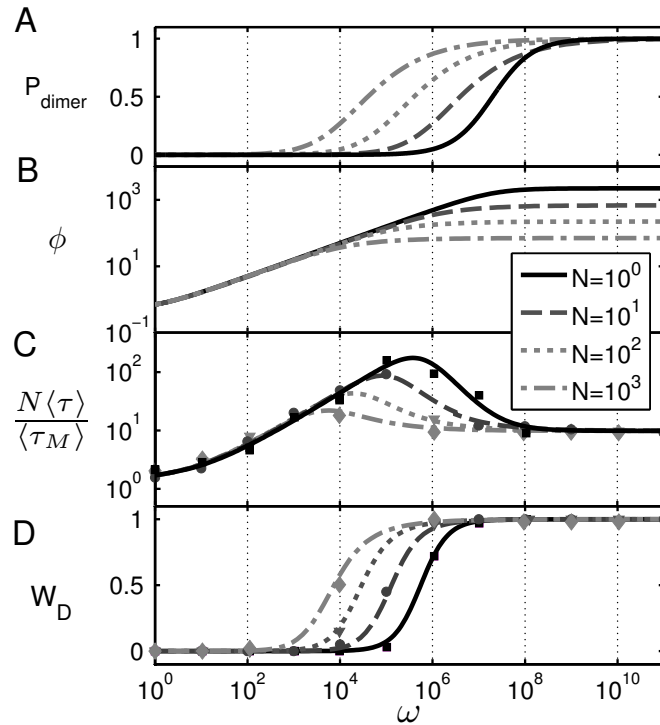 A
P_dimer
1
0.5
0
B
ϕ
10^3
10^1
10^-1
N=10^0
N=10^1
N=10^2
N=10^3
C
N⟨τ⟩
⟨τ_M⟩
10^2
10^1
10^0
D
W_D
1
0.5
0
10^0 10^2 10^4 10^6 10^8 10^10
ω